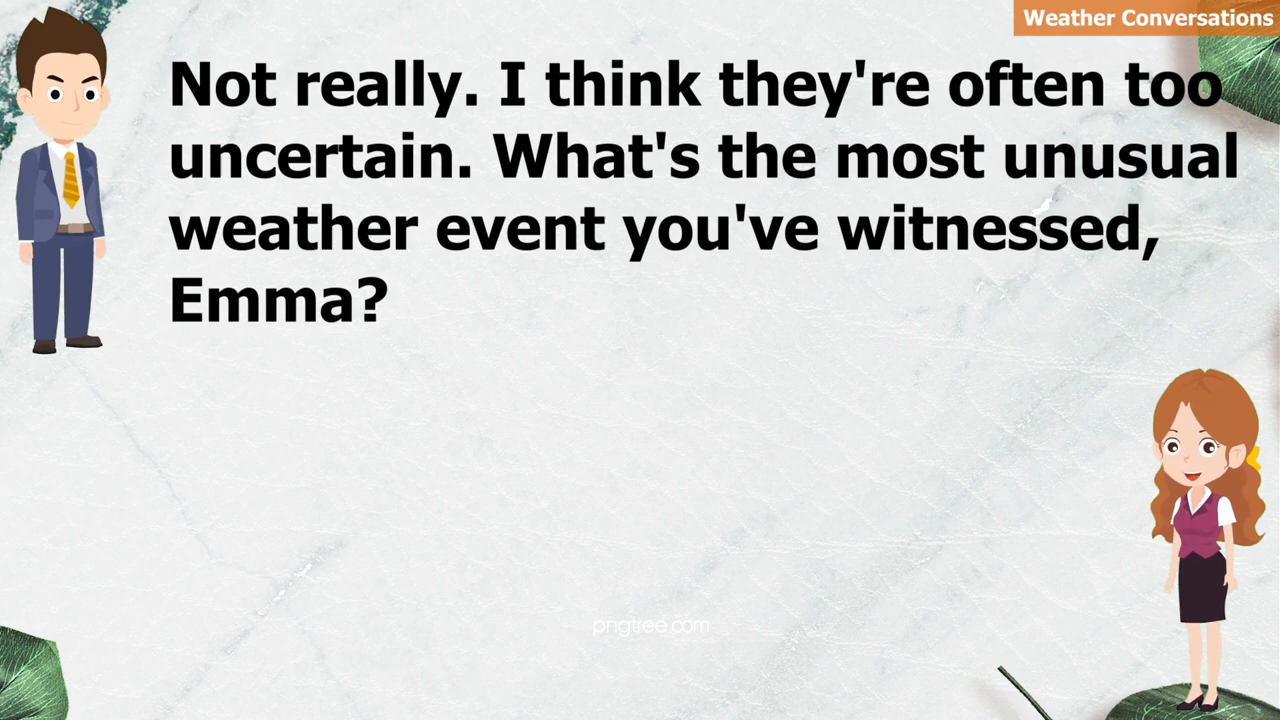 Weather Conversations
Not really. I think they're often too
uncertain. What's the most unusual
weather event you've witnessed,
Emma?
pngtree.com